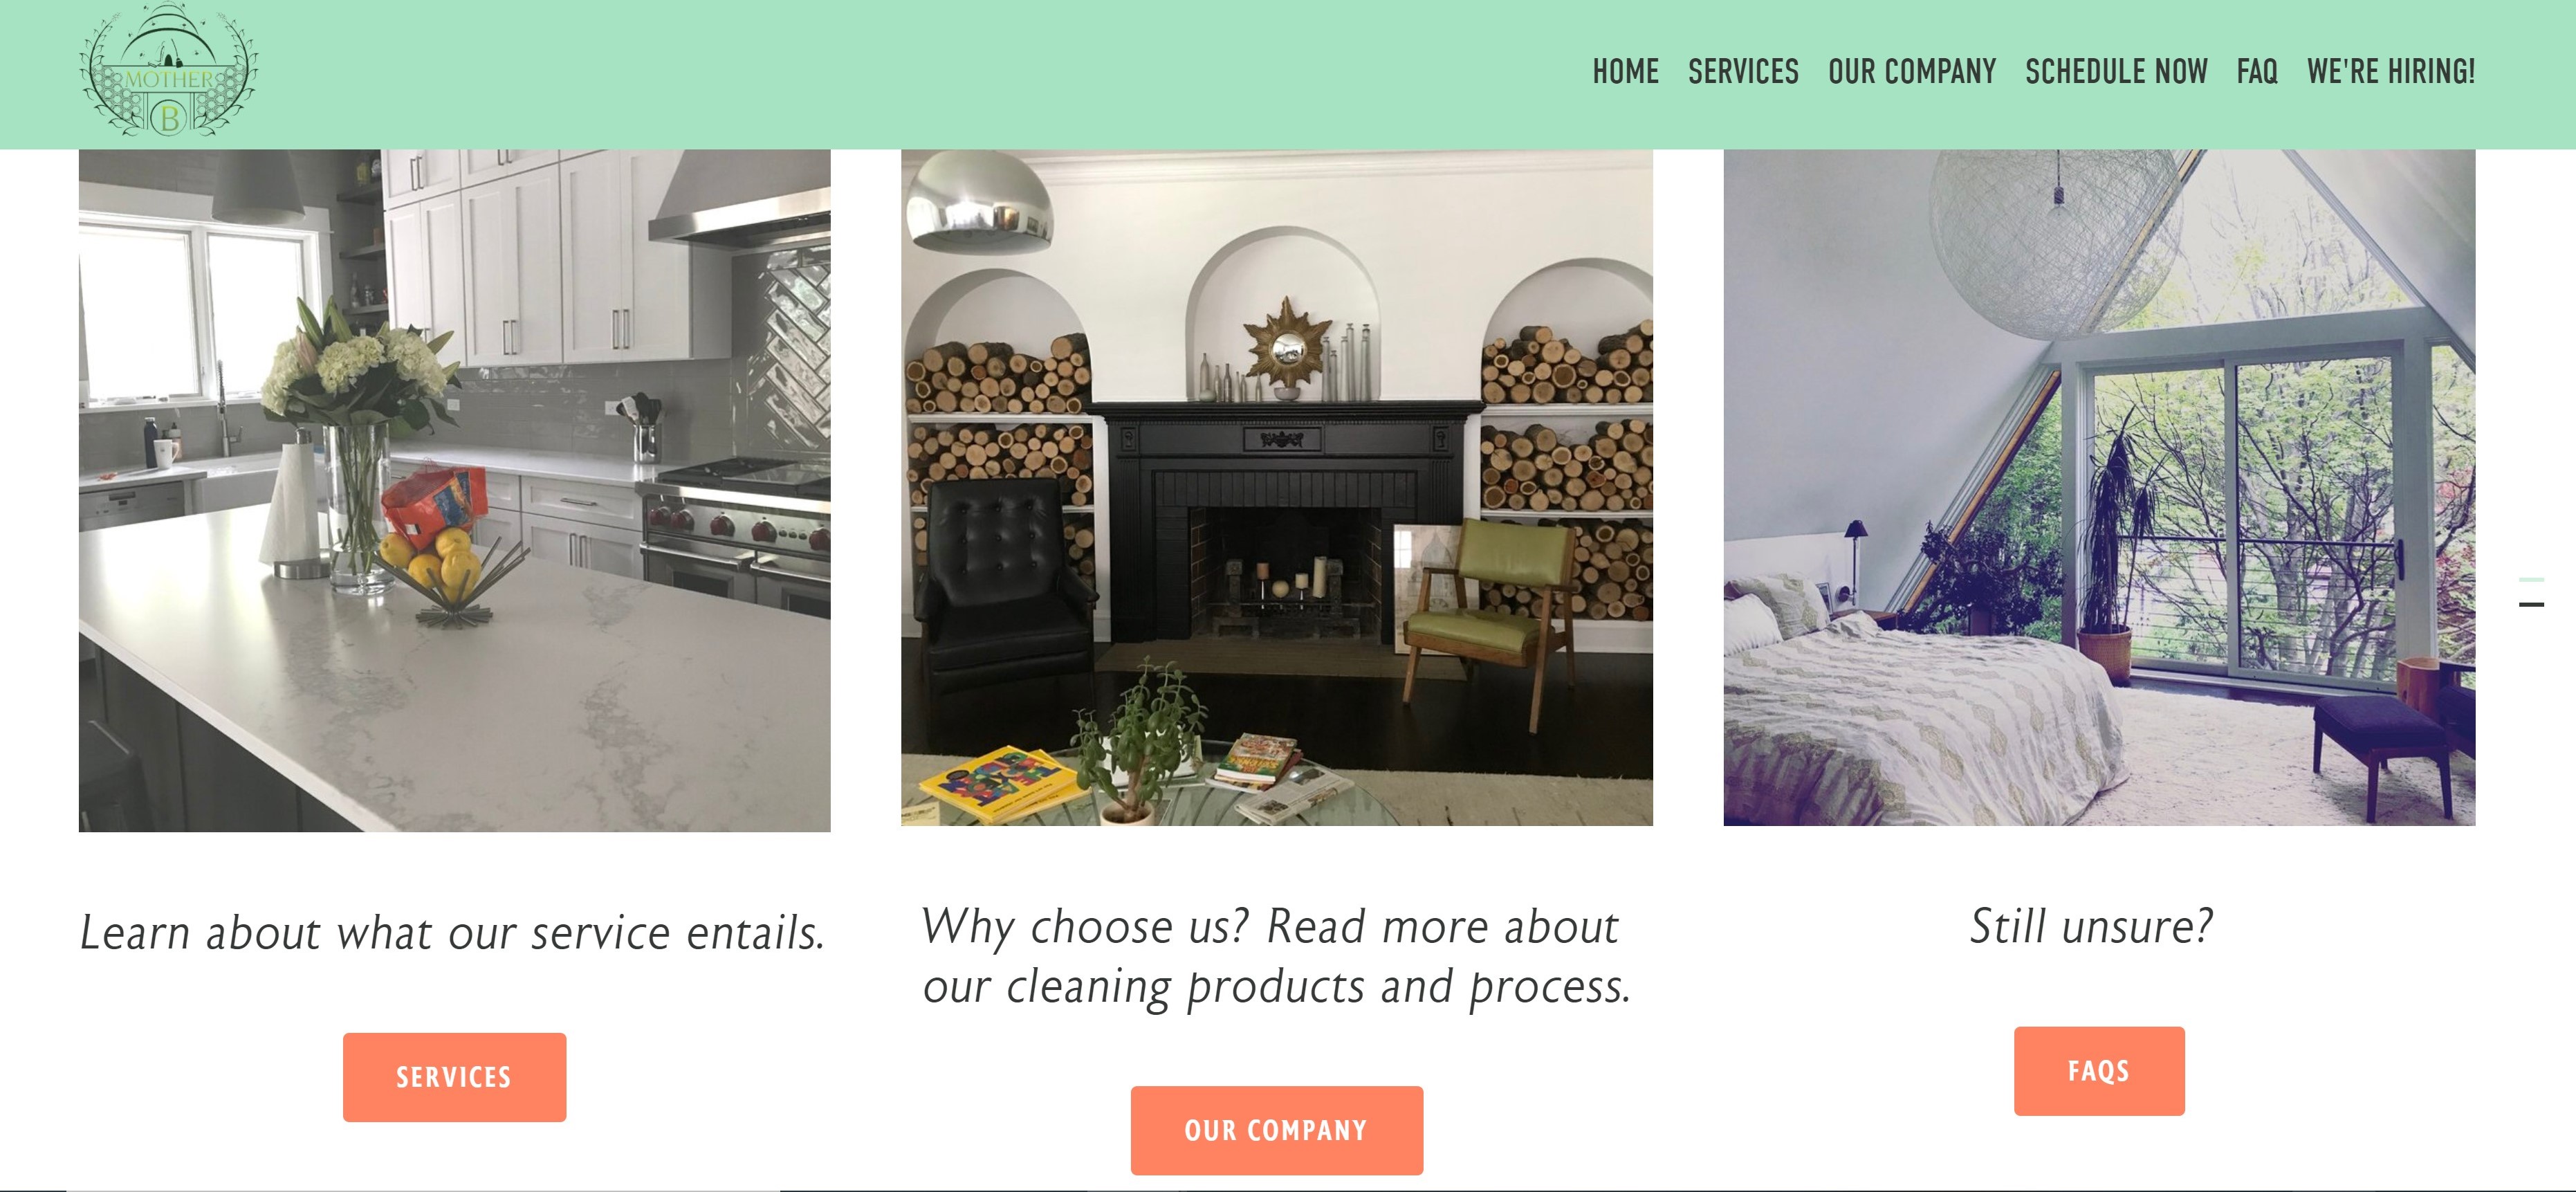 MOTHER
B
HOME SERVICES OUR COMPANY SCHEDULE NOW FAQ WE'RE HIRING!
Learn about what our service entails.
SERVICES
Why choose us? Read more about
our cleaning products and process.
OUR COMPANY
Still unsure?
FAQS